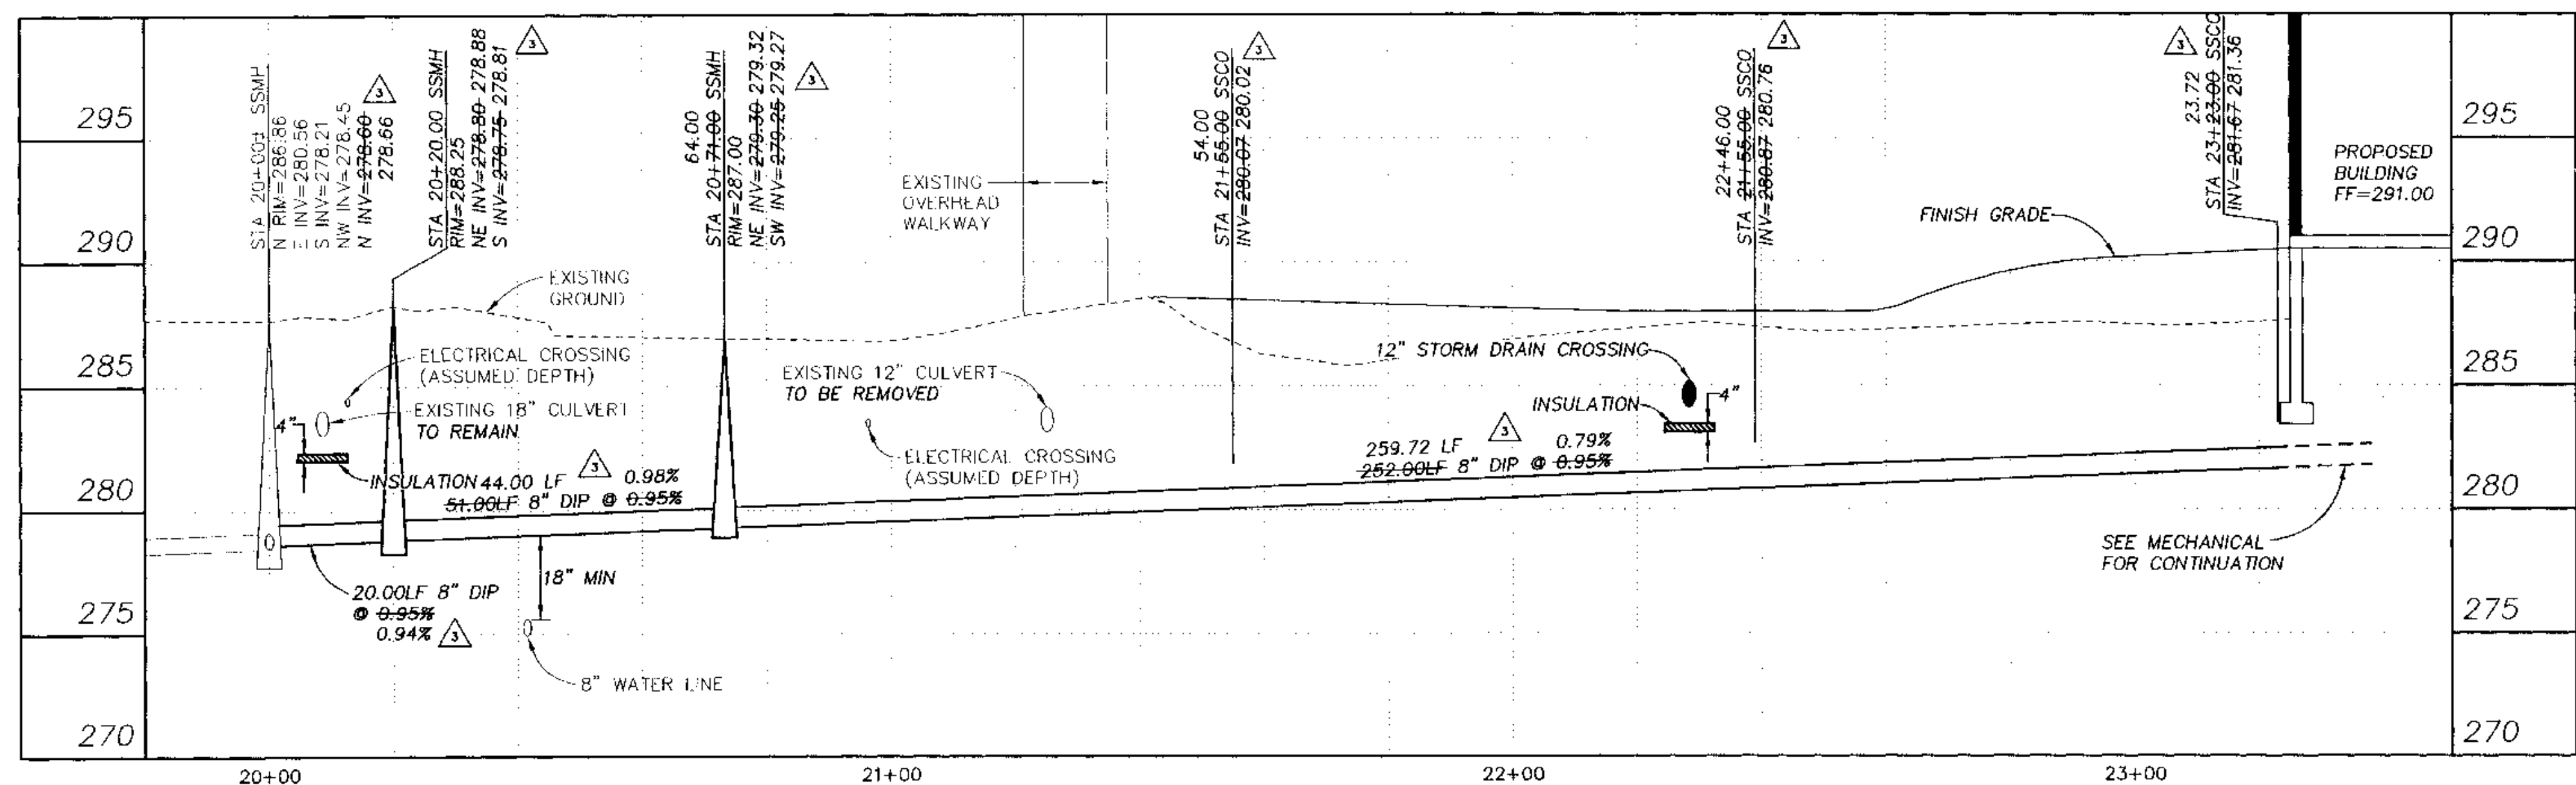 STA 20+00± SSMH
N RIM=286.86
E INV=280.56
S INV=278.21
NW INV=278.45
N INV=278.60
278.66
3
STA 20+20.00 SSMH
RIM=288.25
NE INV=278.80 278.88
S INV=278.75 278.81
3
64.00
STA 20+71.00 SSMH
RIM=287.00
NE INV=279.30 279.32
SW INV=279.25 279.27
3
EXISTING
OVERHEAD
WALKWAY
54.00
STA 21+55.00 SSCO
INV=280.07 280.02
3
22+46.00
STA 21+55.00 SSCO
INV=280.87 280.76
3
3
23.72
STA 23+23.00 SSCO
INV=281.67 281.36
PROPOSED
BUILDING
FF=291.00
295
290
285
280
275
270
295
290
285
280
275
270
FINISH GRADE
EXISTING
GROUND
ELECTRICAL CROSSING
(ASSUMED DEPTH)
EXISTING 18" CULVERT
TO REMAIN
4"
INSULATION
44.00 LF 3 0.98%
51.00LF 8" DIP @ 0.95%
EXISTING 12" CULVERT
TO BE REMOVED
ELECTRICAL CROSSING
(ASSUMED DEPTH)
12" STORM DRAIN CROSSING
4"
INSULATION
259.72 LF 3 0.79%
252.00LF 8" DIP @ 0.95%
SEE MECHANICAL
FOR CONTINUATION
18" MIN
20.00LF 8" DIP
@ 0.95%
0.94% 3
8" WATER LINE
20+00
21+00
22+00
23+00